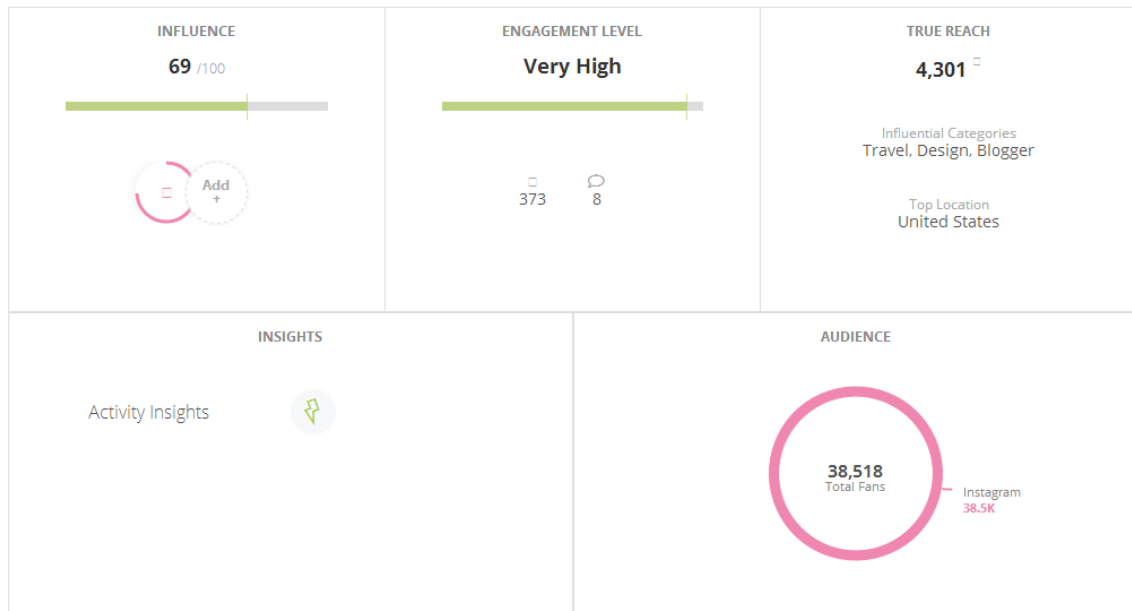 INFLUENCE
69 /100
Add
+
ENGAGEMENT LEVEL
Very High
373
8
TRUE REACH
4,301
Influential Categories
Travel, Design, Blogger
Top Location
United States
INSIGHTS
Activity Insights
AUDIENCE
38,518
Total Fans
Instagram
38.5K